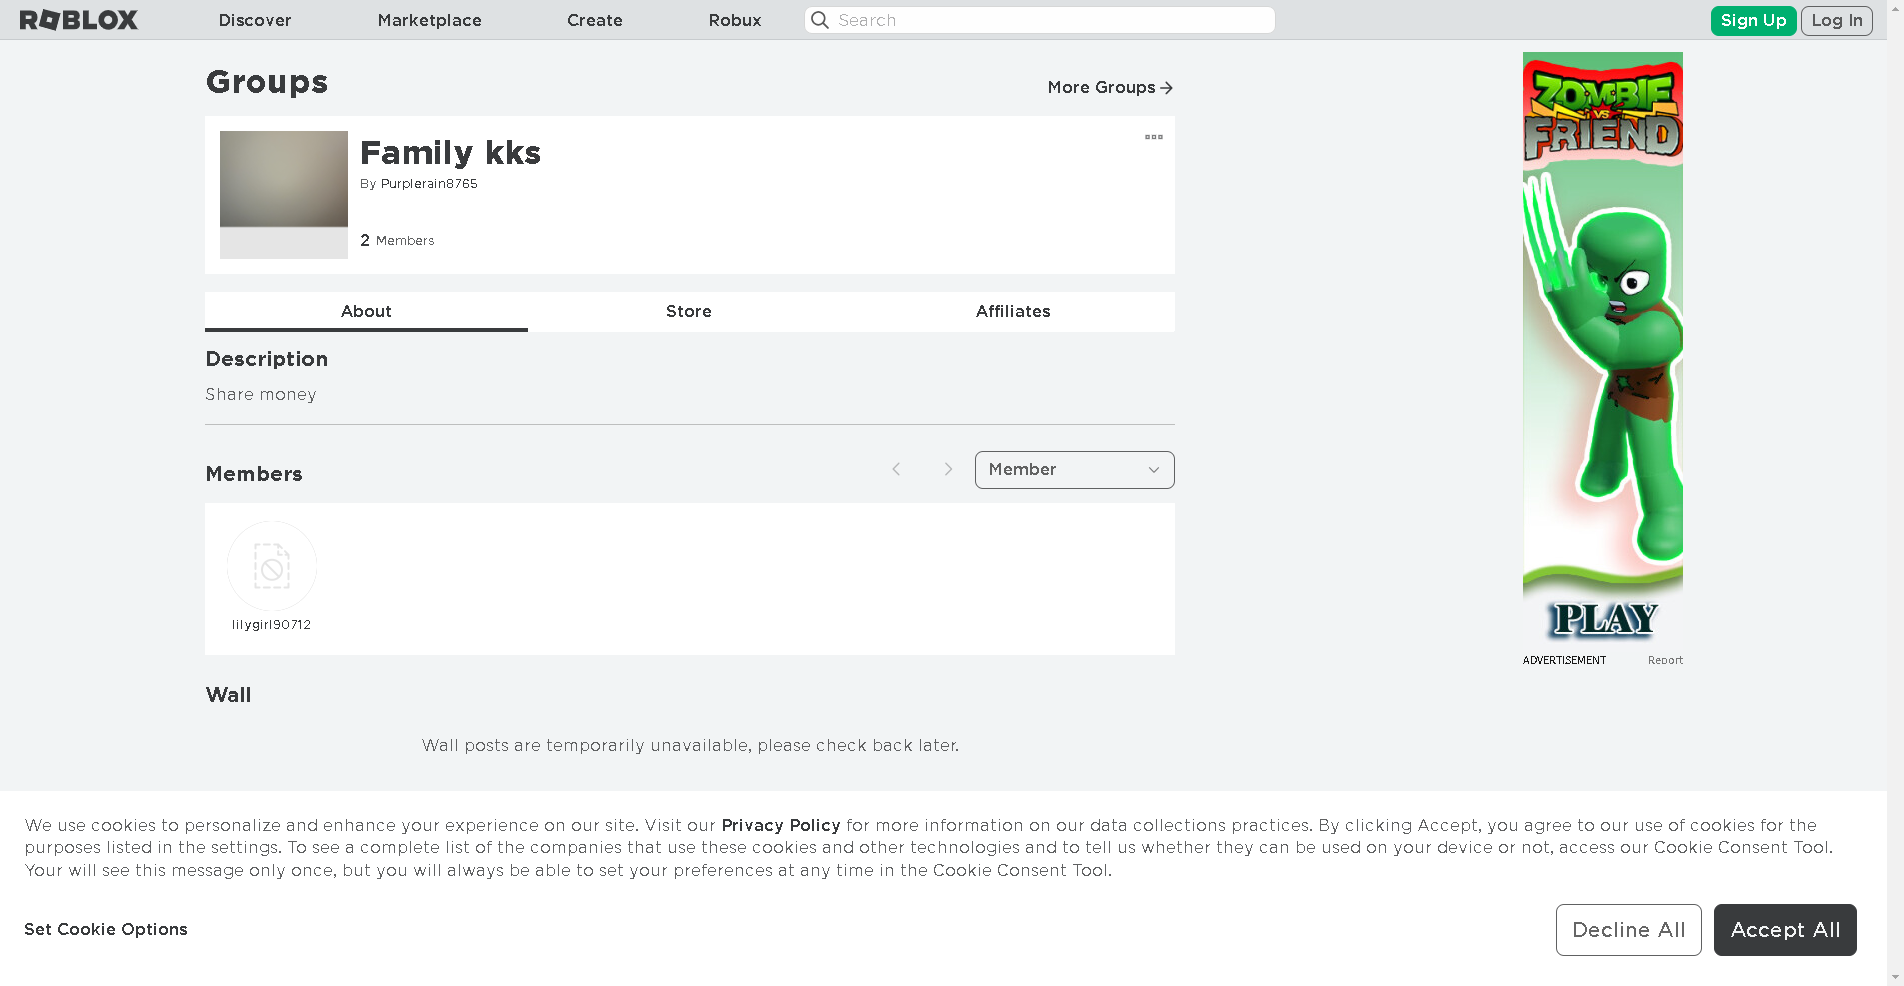 ROBLOX
Discover
Marketplace
Create
Robux
Search
Sign Up
Log In
Groups
More Groups
Family kks
By Purplerain8765
2 Members
About
Store
Affiliates
Description
Share money
Members
Member
lilygirl90712
Wall
Wall posts are temporarily unavailable, please check back later.
ZOMBIE
VS
FRIEND
PLAY
ADVERTISEMENT
Report
We use cookies to personalize and enhance your experience on our site. Visit our Privacy Policy for more information on our data collections practices. By clicking Accept, you agree to our use of cookies for the
purposes listed in the settings. To see a complete list of the companies that use these cookies and other technologies and to tell us whether they can be used on your device or not, access our Cookie Consent Tool.
Your will see this message only once, but you will always be able to set your preferences at any time in the Cookie Consent Tool.
Set Cookie Options
Decline All
Accept All